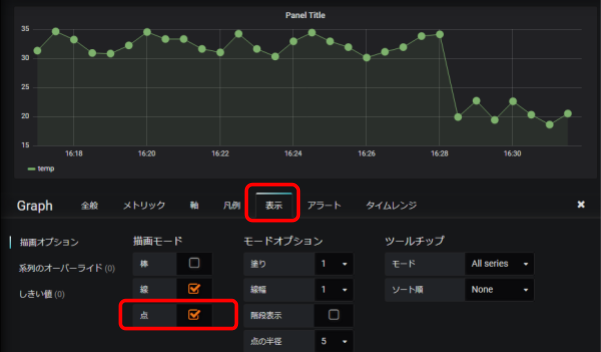 Panel Title
35
30
25
20
15
16:18 16:20 16:22 16:24 16:26 16:28 16:30
temp
Graph 全般 メトリック 軸 凡例 表示 アラート タイムレンジ ×
描画オプション
系列のオーバーライド (0)
しきい値 (0)
描画モード
棒
線
点
モードオプション
塗り 1
線幅 1
階段表示
点の半径 5
ツールチップ
モード All series
ソート順 None